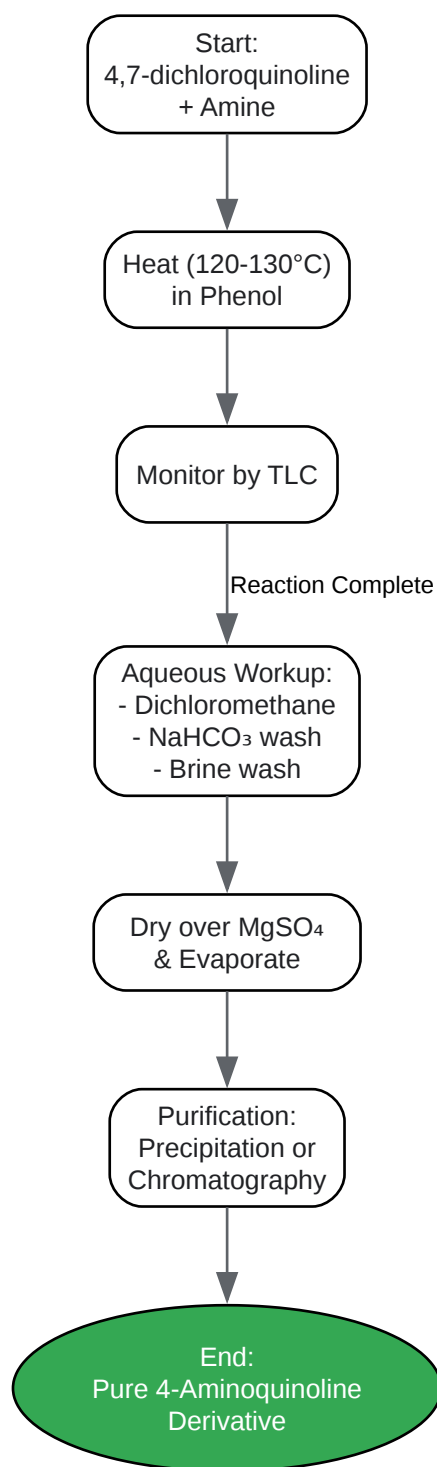 Start:
4,7-dichloroquinoline
+ Amine
Heat (120-130°C)
in Phenol
Monitor by TLC
Reaction Complete
Aqueous Workup:
- Dichloromethane
- NaHCO₃ wash
- Brine wash
Dry over MgSO₄
& Evaporate
Purification:
Precipitation or
Chromatography
End:
Pure 4-Aminoquinoline
Derivative